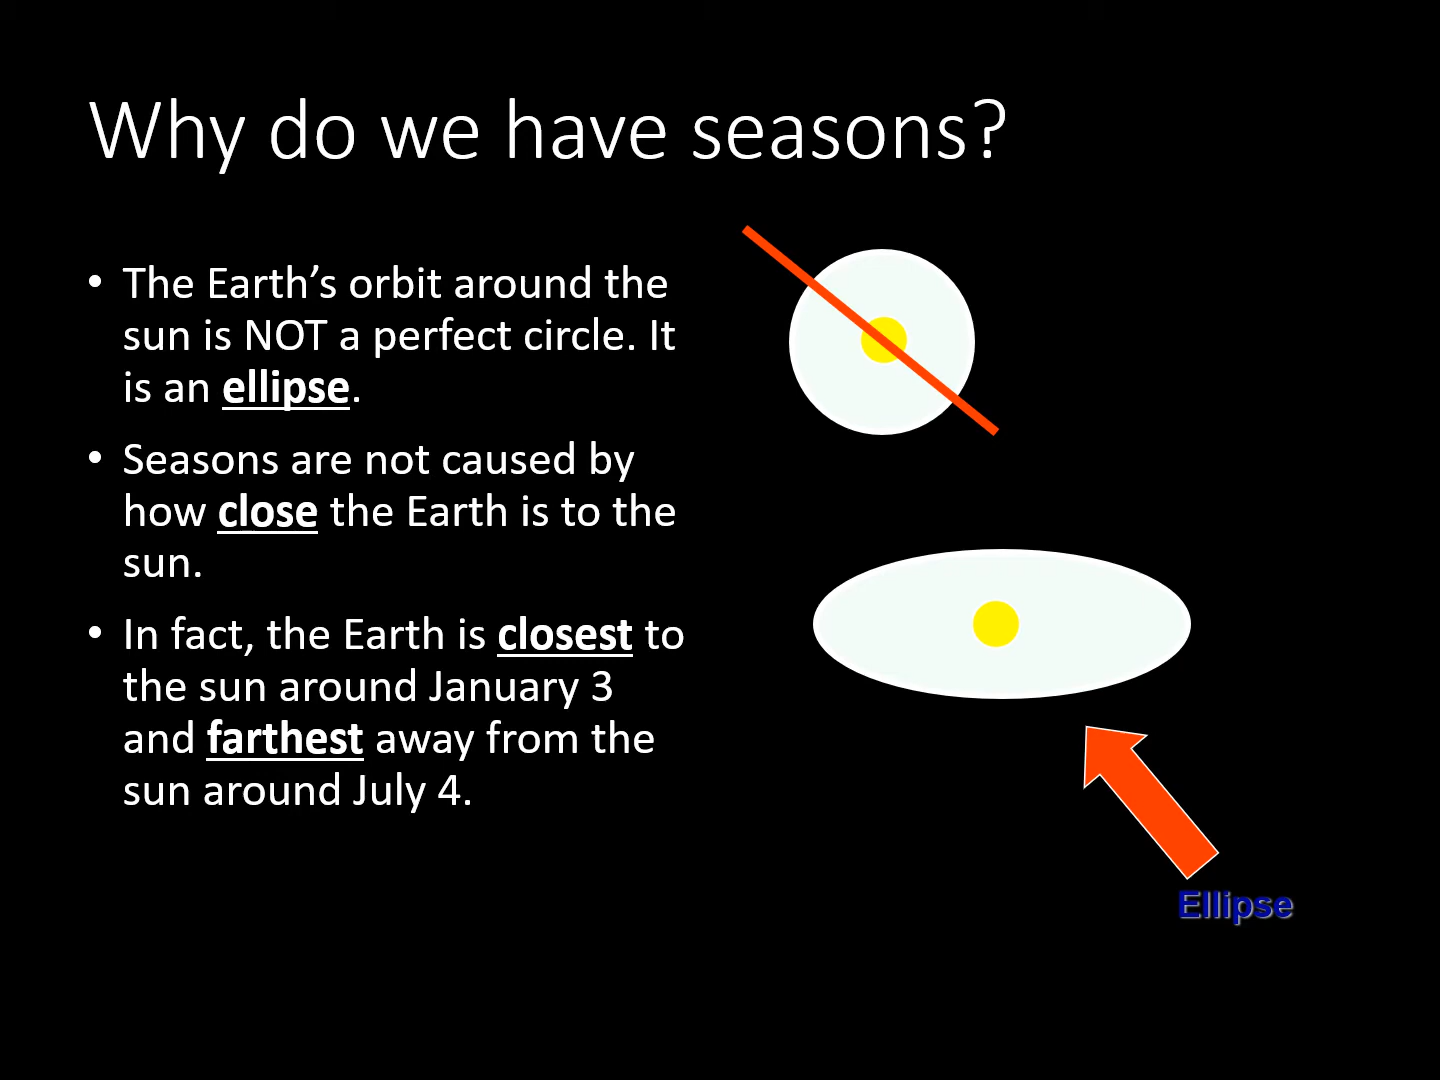 Why do we have seasons?
• The Earth’s orbit around the
sun is NOT a perfect circle. It
is an ellipse.
• Seasons are not caused by
how close the Earth is to the
sun.
• In fact, the Earth is closest to
the sun around January 3
and farthest away from the
sun around July 4.
Ellipse